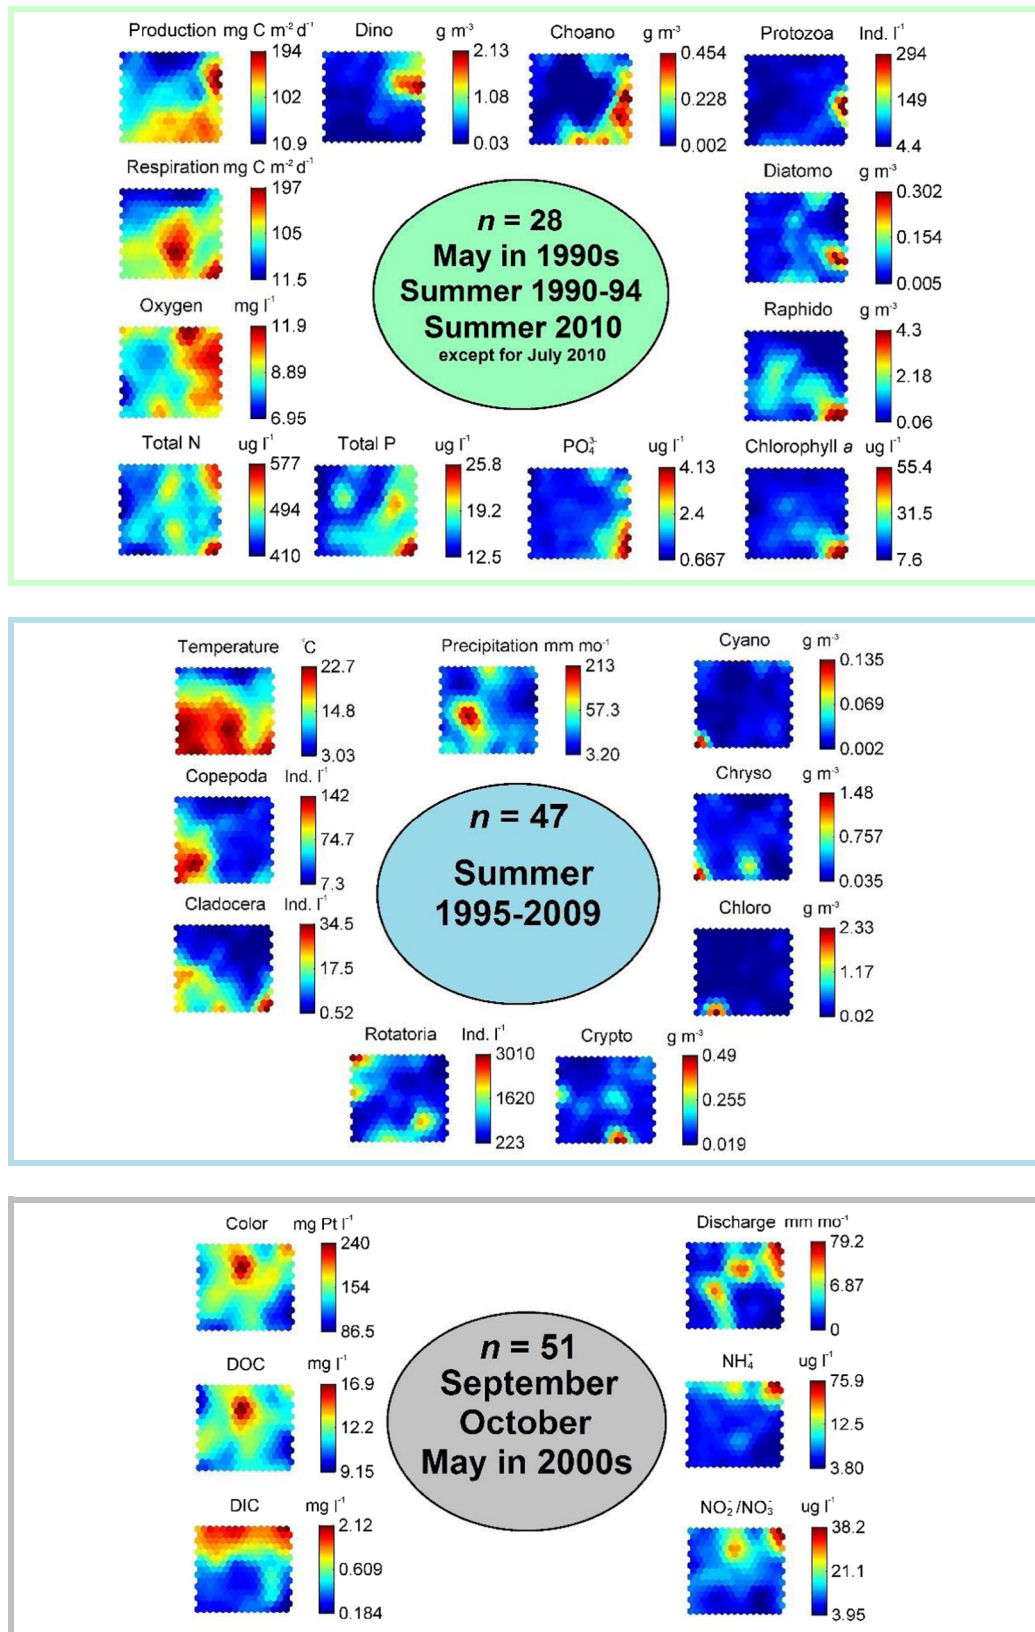 Production mg C m⁻² d⁻¹
194
102
10.9
Dino g m⁻³
2.13
1.08
0.03
Choano g m⁻³
0.454
0.228
0.002
Protozoa Ind. l⁻¹
294
149
4.4
Respiration mg C m⁻² d⁻¹
197
105
11.5
Diatomo g m⁻³
0.302
0.154
0.005
n = 28
May in 1990s
Summer 1990-94
Summer 2010
except for July 2010
Oxygen mg l⁻¹
11.9
8.89
6.95
Raphido g m⁻³
4.3
2.18
0.06
Total N ug l⁻¹
577
494
410
Total P ug l⁻¹
25.8
19.2
12.5
PO₄³⁻ ug l⁻¹
4.13
2.4
0.667
Chlorophyll a ug l⁻¹
55.4
31.5
7.6
Temperature °C
22.7
14.8
3.03
Precipitation mm mo⁻¹
213
57.3
3.20
Cyano g m⁻³
0.135
0.069
0.002
Copepoda Ind. l⁻¹
142
74.7
7.3
n = 47
Summer
1995-2009
Chryso g m⁻³
1.48
0.757
0.035
Cladocera Ind. l⁻¹
34.5
17.5
0.52
Chloro g m⁻³
2.33
1.17
0.02
Rotatoria Ind. l⁻¹
3010
1620
223
Crypto g m⁻³
0.49
0.255
0.019
Color mg Pt l⁻¹
240
154
86.5
Discharge mm mo⁻¹
79.2
6.87
0
n = 51
September
October
May in 2000s
DOC mg l⁻¹
16.9
12.2
9.15
NH₄⁻ ug l⁻¹
75.9
12.5
3.80
DIC mg l⁻¹
2.12
0.609
0.184
NO₂⁻/NO₃⁻ ug l⁻¹
38.2
21.1
3.95